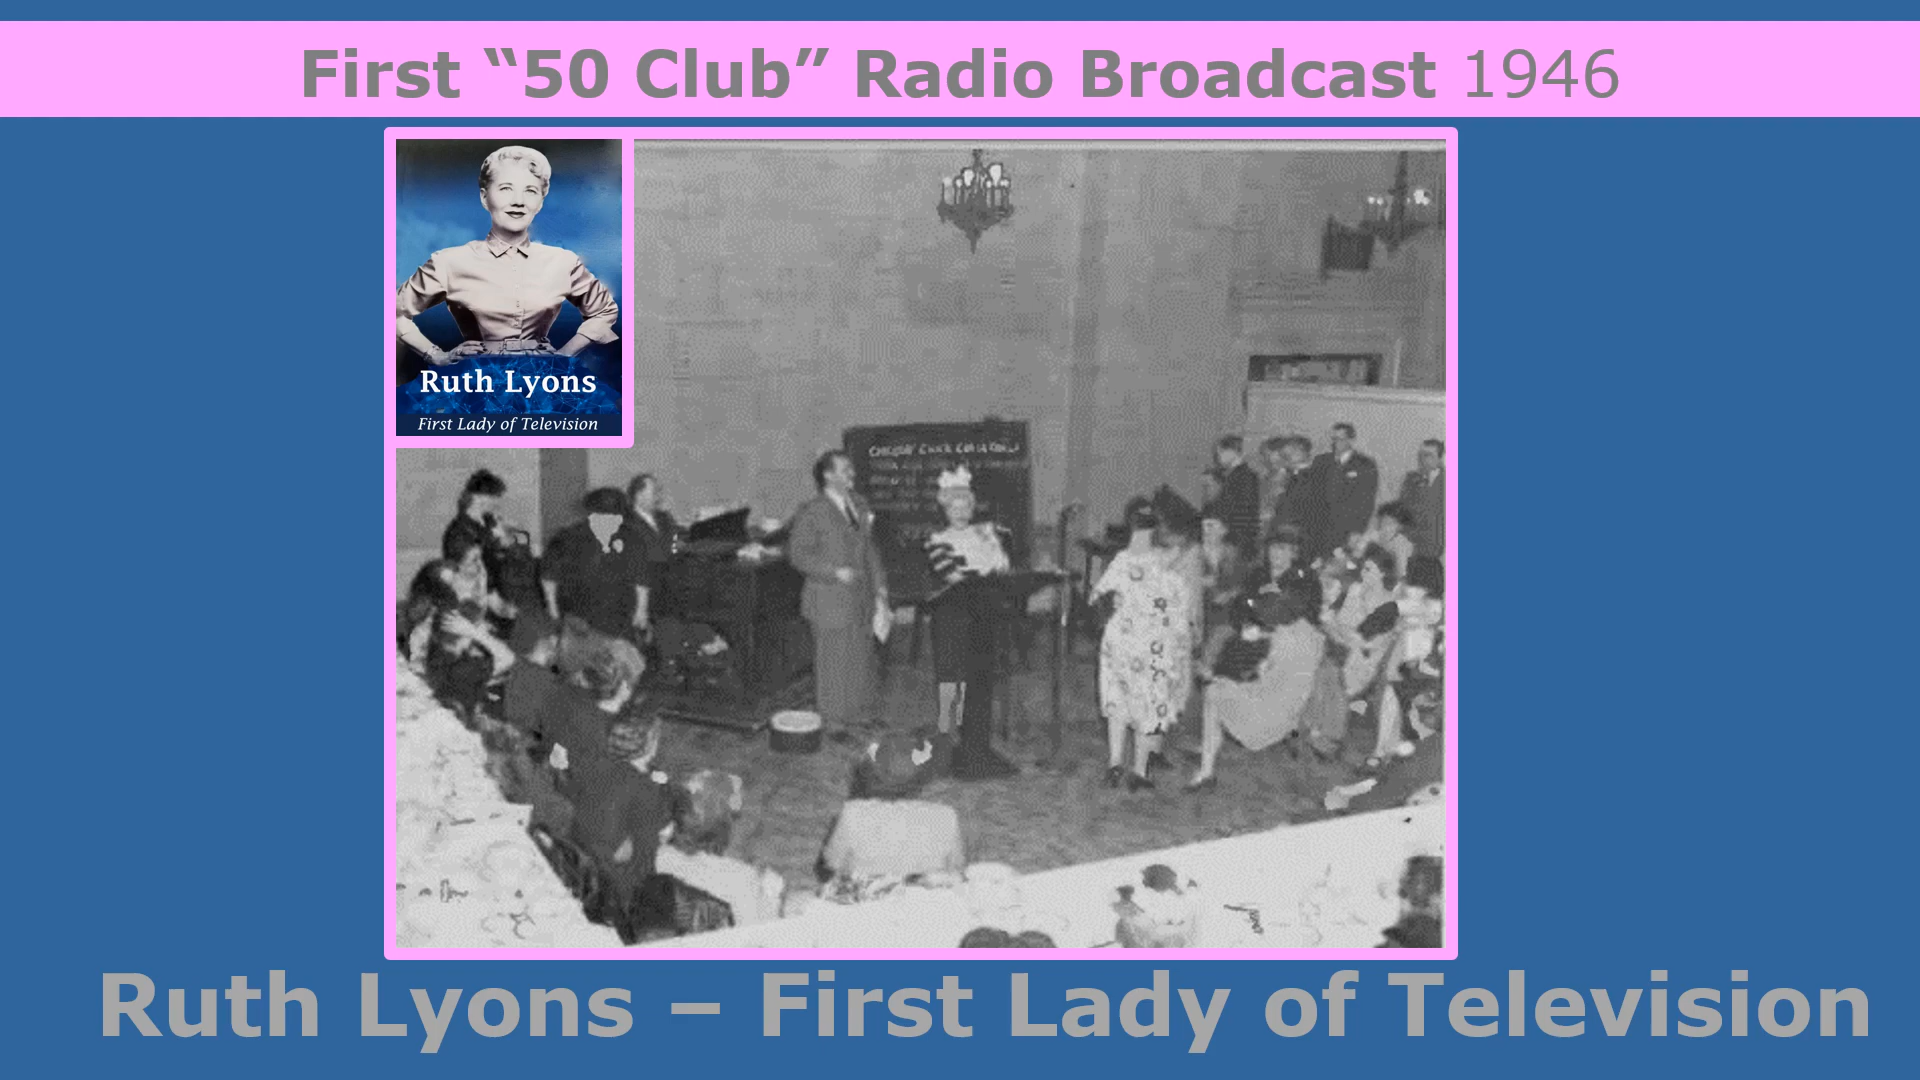 First “50 Club” Radio Broadcast 1946
Ruth Lyons
First Lady of Television
Ruth Lyons – First Lady of Television